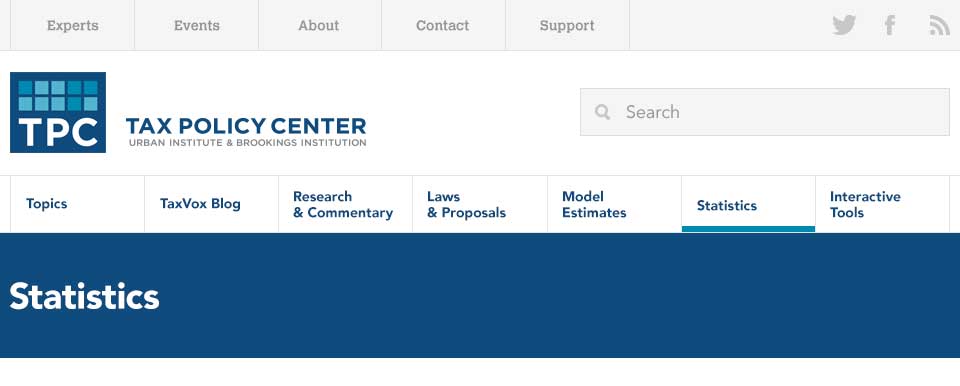 Experts
Events
About
Contact
Support
TPC
TAX POLICY CENTER
URBAN INSTITUTE & BROOKINGS INSTITUTION
Search
Topics
TaxVox Blog
Research
& Commentary
Laws
& Proposals
Model
Estimates
Statistics
Interactive
Tools
Statistics